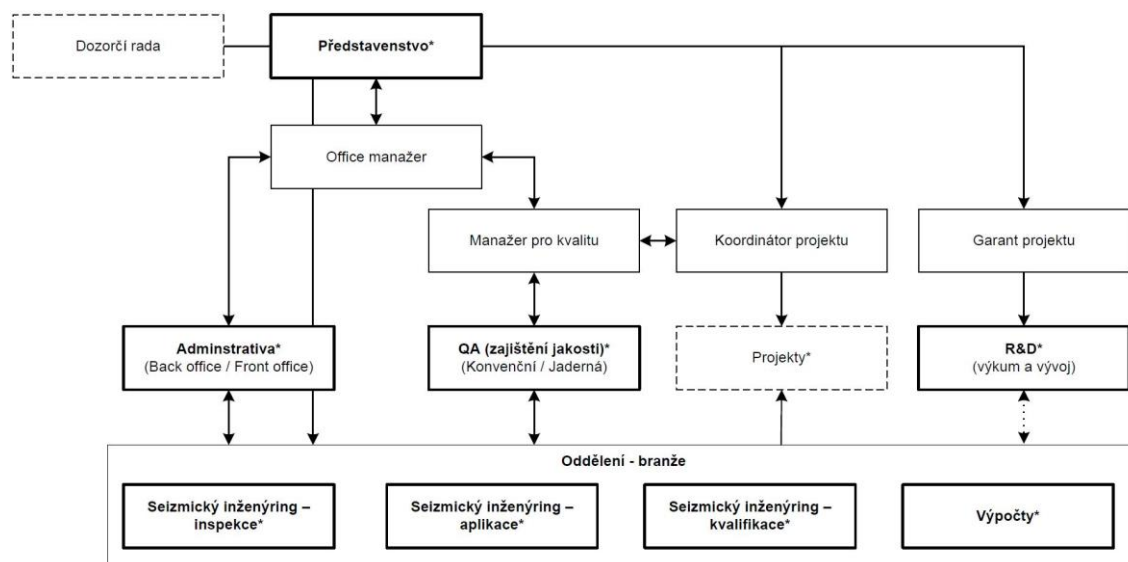 Dozorčí rada
Představenstvo*
Office manažer
Manažer pro kvalitu
Koordinátor projektu
Garant projektu
Adminstrativa*
(Back office / Front office)
QA (zajištění jakosti)*
(Konvenční / Jaderná)
Projekty*
R&D*
(výkum a vývoj)
Oddělení - branže
Seizmický inženýring –
inspekce*
Seizmický inženýring –
aplikace*
Seizmický inženýring –
kvalifikace*
Výpočty*